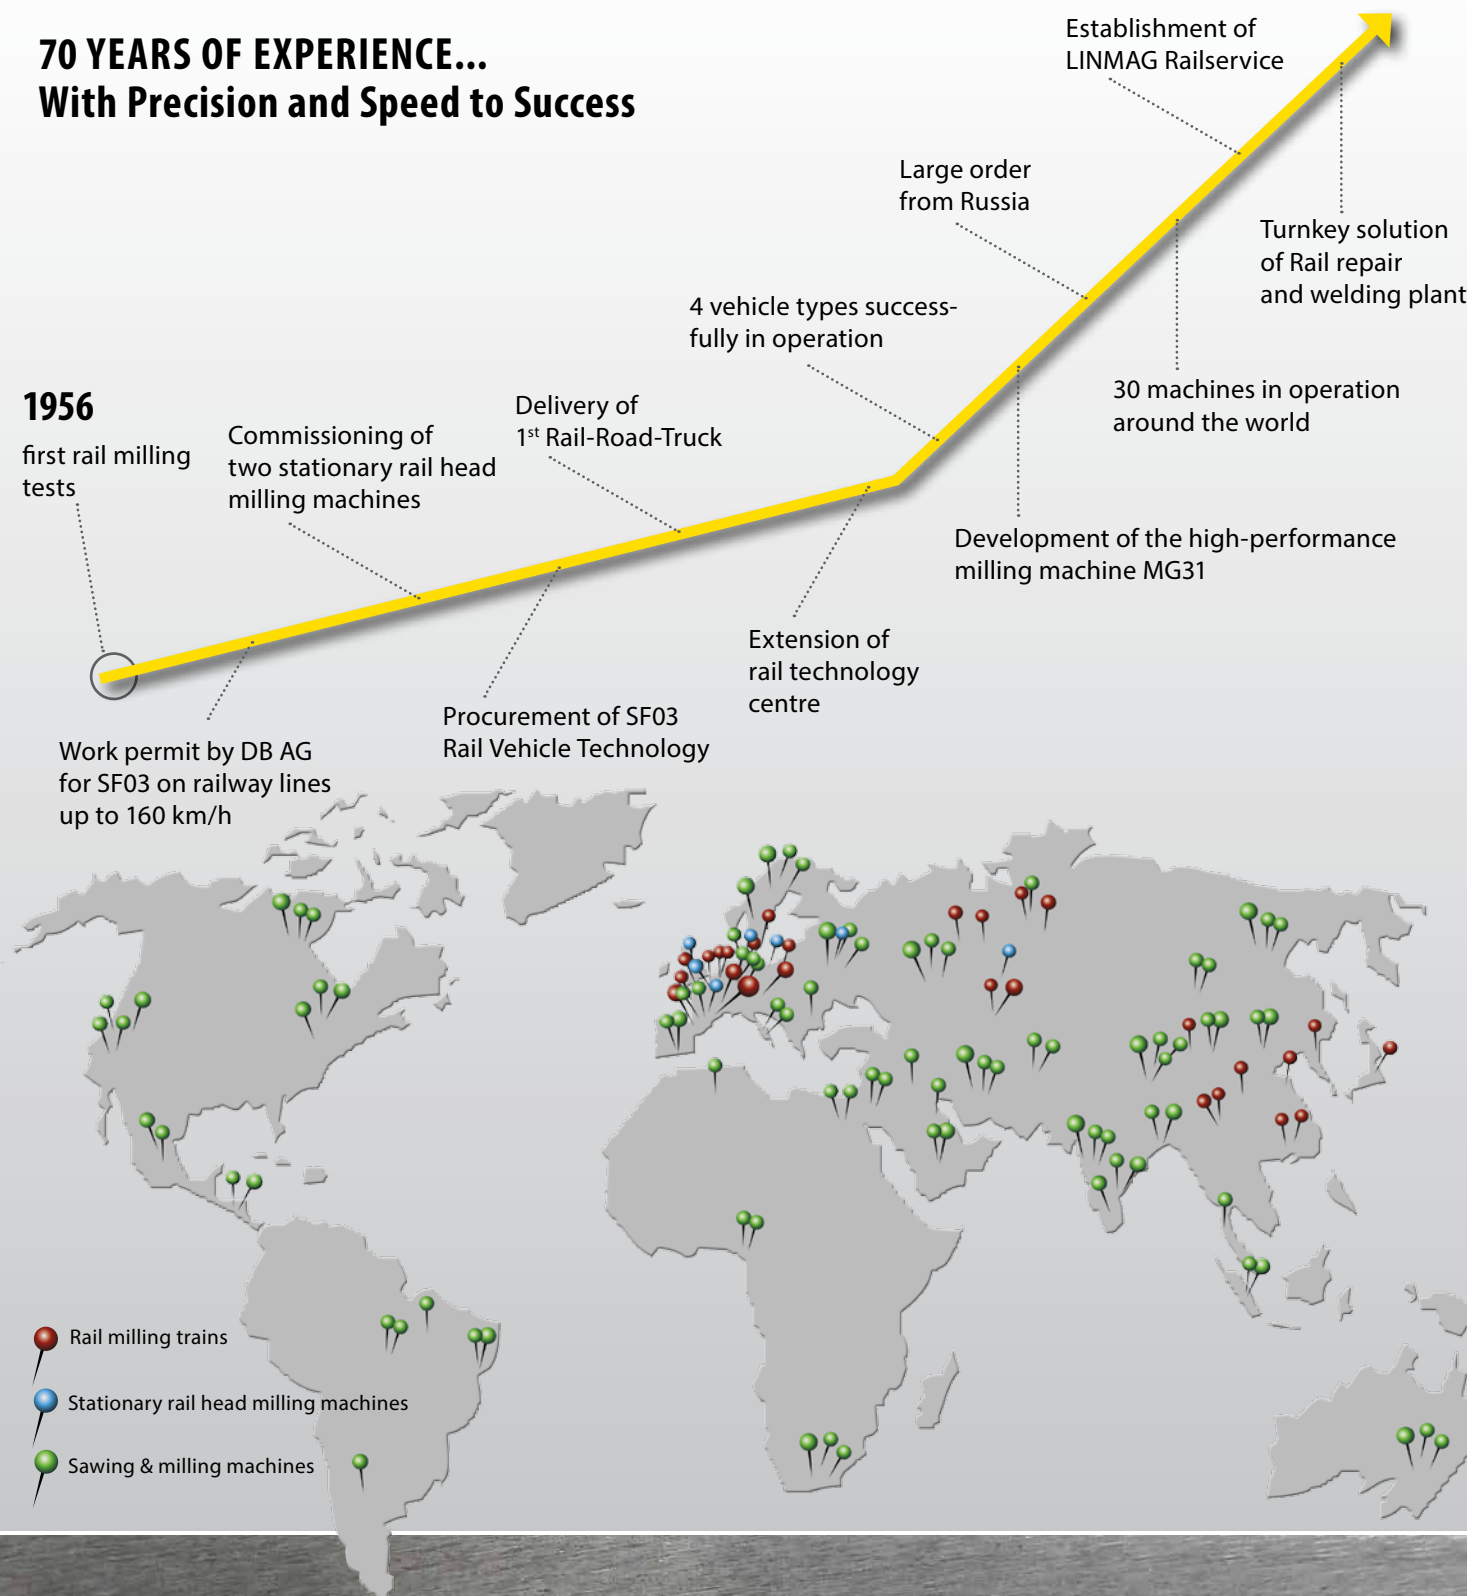 70 YEARS OF EXPERIENCE...
With Precision and Speed to Success
Establishment of
LINMAG Railservice
Large order
from Russia
Turnkey solution
of Rail repair
and welding plant
4 vehicle types success-
fully in operation
30 machines in operation
around the world
1956
first rail milling
tests
Commissioning of
two stationary rail head
milling machines
Delivery of
1st Rail-Road-Truck
Development of the high-performance
milling machine MG31
Extension of
rail technology
centre
Procurement of SF03
Rail Vehicle Technology
Work permit by DB AG
for SF03 on railway lines
up to 160 km/h
Rail milling trains
Stationary rail head milling machines
Sawing & milling machines